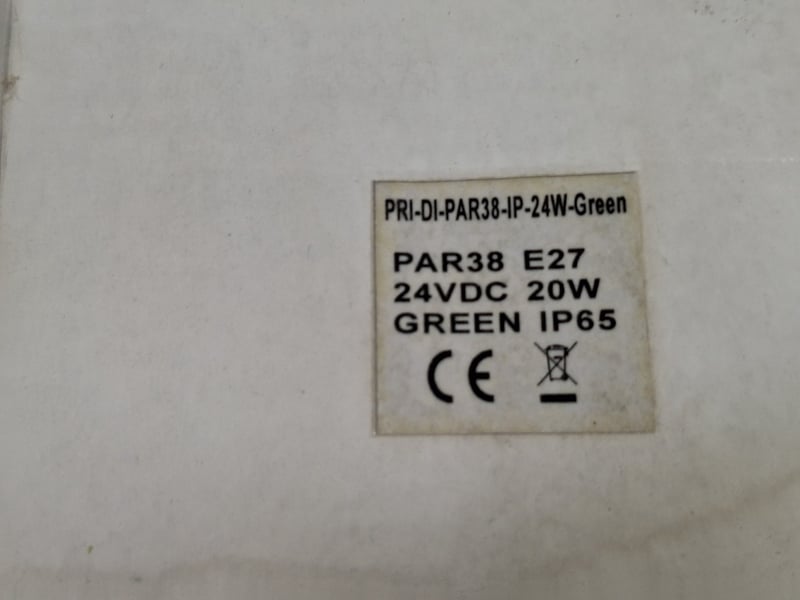 PRI-DI-PAR38-IP-24W-Green
PAR38 E27
24VDC 20W
GREEN IP65
CE